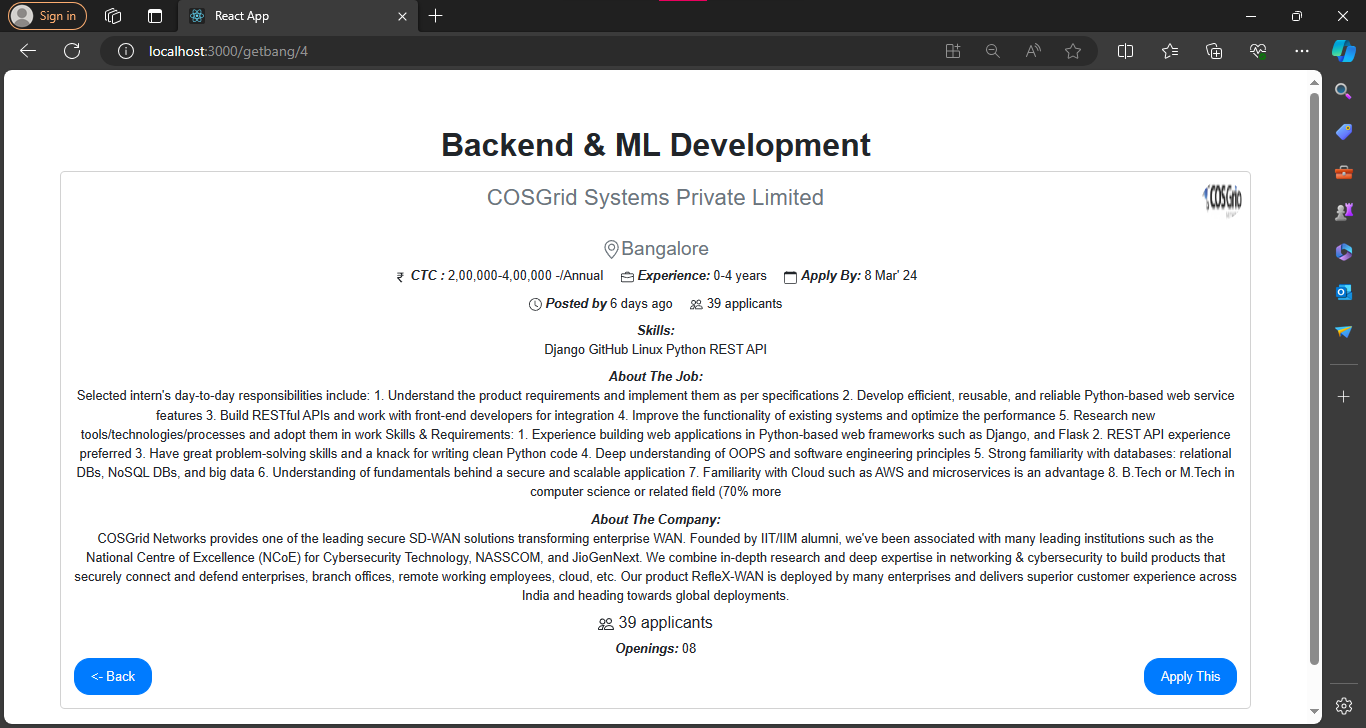 Sign in
React App
localhost:3000/getbang/4
Backend & ML Development
COSGrid Systems Private Limited
COSGrid
Bangalore
₹ CTC : 2,00,000-4,00,000 -/Annual Experience: 0-4 years Apply By: 8 Mar' 24
Posted by 6 days ago 39 applicants
Skills:
Django GitHub Linux Python REST API
About The Job:
Selected intern's day-to-day responsibilities include: 1. Understand the product requirements and implement them as per specifications 2. Develop efficient, reusable, and reliable Python-based web service
features 3. Build RESTful APIs and work with front-end developers for integration 4. Improve the functionality of existing systems and optimize the performance 5. Research new
tools/technologies/processes and adopt them in work Skills & Requirements: 1. Experience building web applications in Python-based web frameworks such as Django, and Flask 2. REST API experience
preferred 3. Have great problem-solving skills and a knack for writing clean Python code 4. Deep understanding of OOPS and software engineering principles 5. Strong familiarity with databases: relational
DBs, NoSQL DBs, and big data 6. Understanding of fundamentals behind a secure and scalable application 7. Familiarity with Cloud such as AWS and microservices is an advantage 8. B.Tech or M.Tech in
computer science or related field (70% more
About The Company:
COSGrid Networks provides one of the leading secure SD-WAN solutions transforming enterprise WAN. Founded by IIT/IIM alumni, we've been associated with many leading institutions such as the
National Centre of Excellence (NCoE) for Cybersecurity Technology, NASSCOM, and JioGenNext. We combine in-depth research and deep expertise in networking & cybersecurity to build products that
securely connect and defend enterprises, branch offices, remote working employees, cloud, etc. Our product RefleX-WAN is deployed by many enterprises and delivers superior customer experience across
India and heading towards global deployments.
39 applicants
Openings: 08
<- Back
Apply This